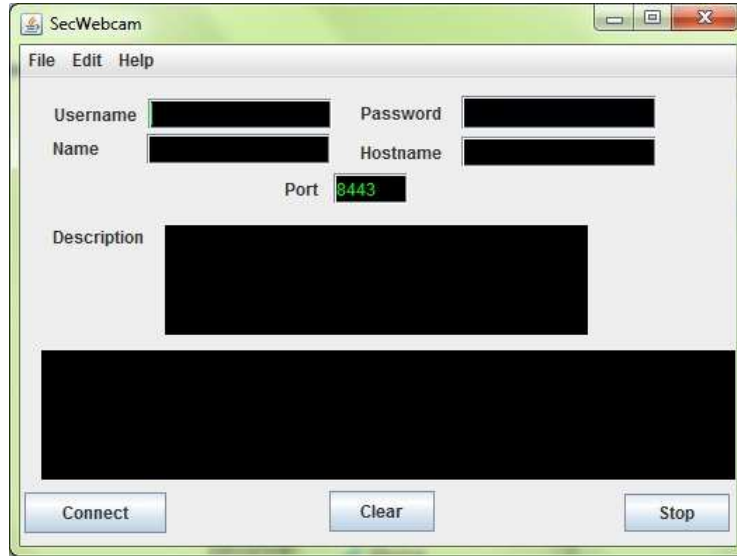 SecWebcam
File Edit Help
Username Password
Name Hostname
Port 8443
Description
Connect Clear Stop